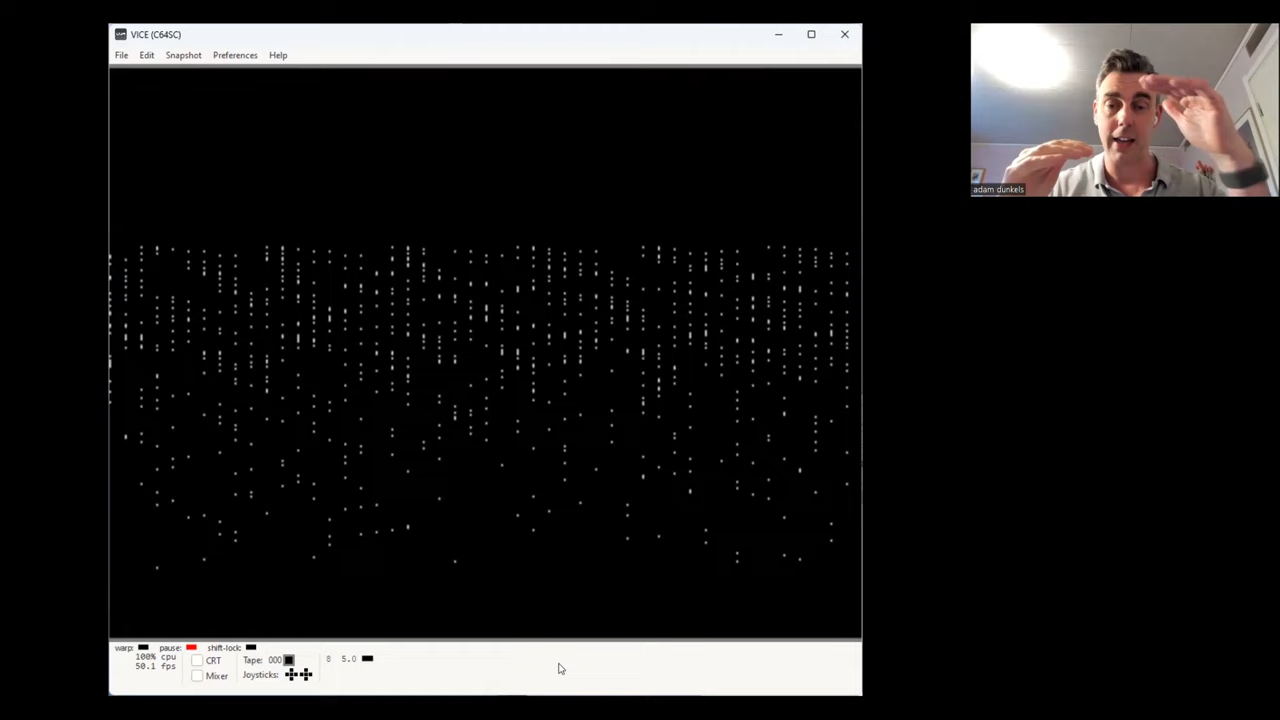 VICE (C64SC)
File Edit Snapshot Preferences Help
adam dunkels
warp: pause: shift-lock:
100% cpu
50.1 fps
CRT
Mixer
Tape: 000
Joysticks:
8 5.0